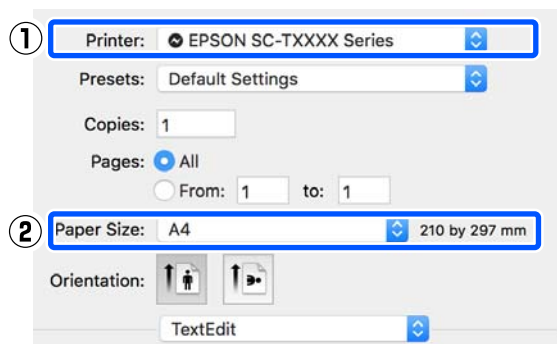 ① Printer: EPSON SC-TXXXX Series
Presets: Default Settings
Copies: 1
Pages: All
From: 1 to: 1
② Paper Size: A4 210 by 297 mm
Orientation:
TextEdit